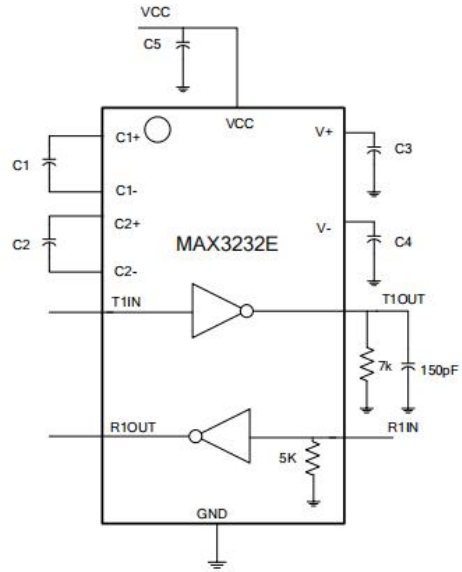 VCC
C5
VCC
C1+
V+
C1
C3
C1-
C2+
V-
C2
MAX3232E
C4
C2-
T1IN
T1OUT
7k
150pF
R1OUT
R1IN
5K
GND